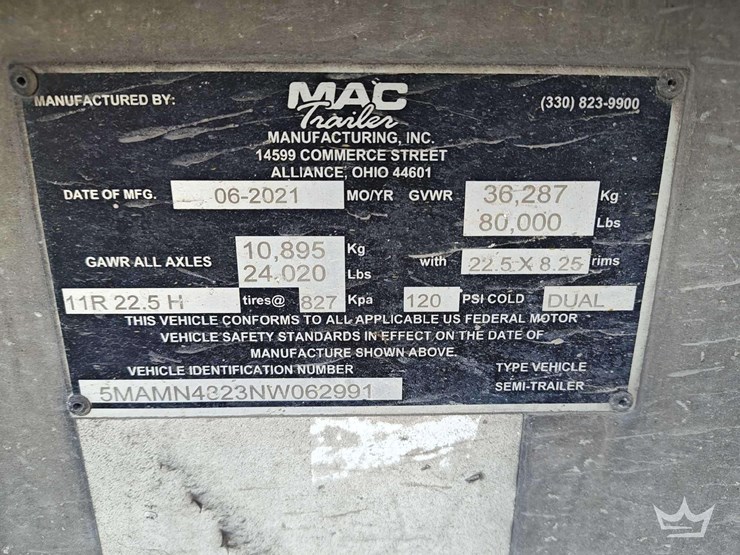 MANUFACTURED BY: MAC Trailer (330) 823-9900
MANUFACTURING, INC.
14599 COMMERCE STREET
ALLIANCE, OHIO 44601
DATE OF MFG. 06-2021 MO/YR GVWR 36,287 Kg
80,000 Lbs
GAWR ALL AXLES 10,895 Kg
24,020 Lbs with 22.5 X 8.25 rims
11R 22.5 H tires@ 827 Kpa 120 PSI COLD DUAL
THIS VEHICLE CONFORMS TO ALL APPLICABLE US FEDERAL MOTOR
VEHICLE SAFETY STANDARDS IN EFFECT ON THE DATE OF
MANUFACTURE SHOWN ABOVE.
VEHICLE IDENTIFICATION NUMBER TYPE VEHICLE
5MAMN4823NW062991 SEMI-TRAILER